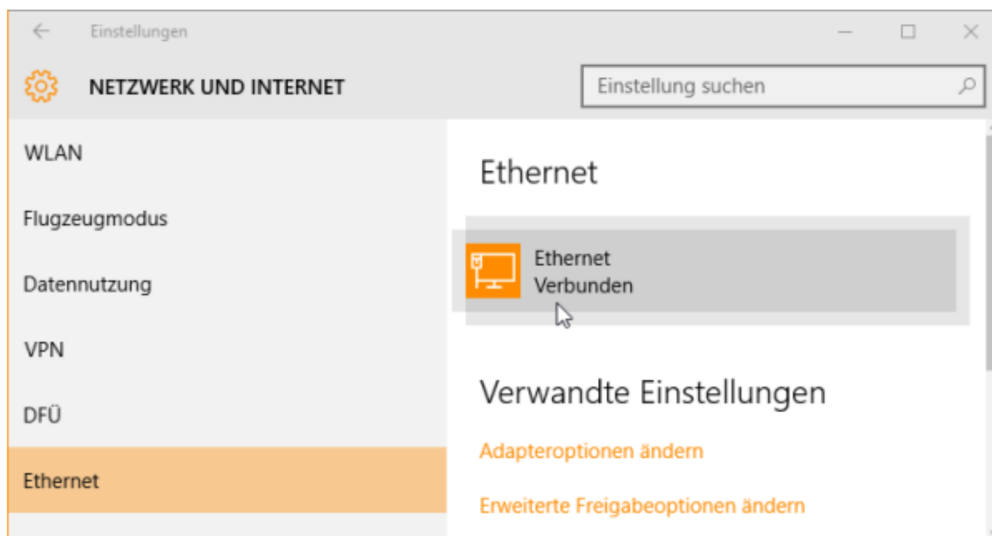 Einstellungen
NETZWERK UND INTERNET
Einstellung suchen
WLAN
Flugzeugmodus
Datennutzung
VPN
DFÜ
Ethernet
Ethernet
Ethernet
Verbunden
Verwandte Einstellungen
Adapteroptionen ändern
Erweiterte Freigabeoptionen ändern